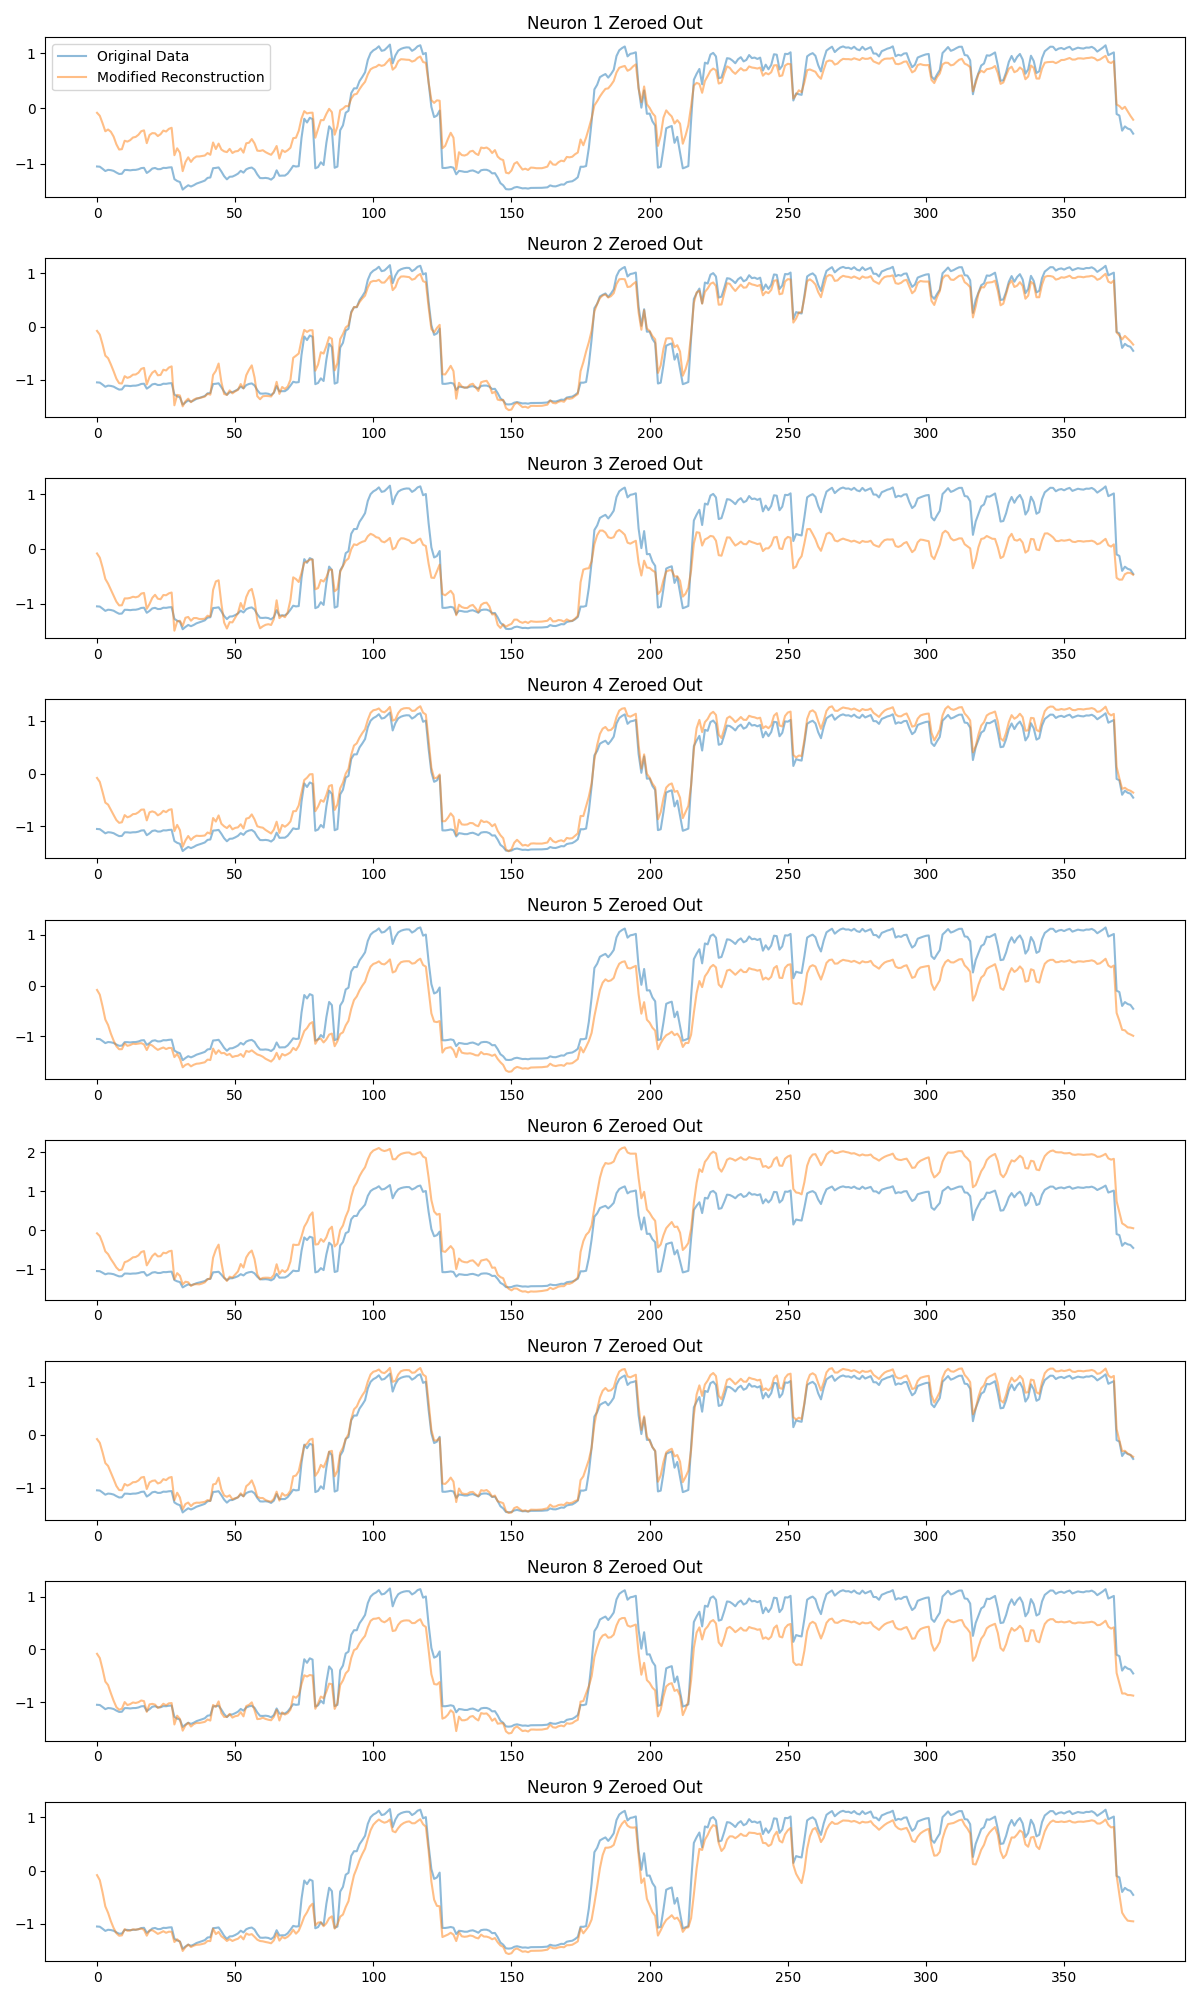 Neuron 1 Zeroed Out
Original Data
Modified Reconstruction
1
0
−1
0 50 100 150 200 250 300 350
Neuron 2 Zeroed Out
1
0
−1
0 50 100 150 200 250 300 350
Neuron 3 Zeroed Out
1
0
−1
0 50 100 150 200 250 300 350
Neuron 4 Zeroed Out
1
0
−1
0 50 100 150 200 250 300 350
Neuron 5 Zeroed Out
1
0
−1
0 50 100 150 200 250 300 350
Neuron 6 Zeroed Out
2
1
0
−1
0 50 100 150 200 250 300 350
Neuron 7 Zeroed Out
1
0
−1
0 50 100 150 200 250 300 350
Neuron 8 Zeroed Out
1
0
−1
0 50 100 150 200 250 300 350
Neuron 9 Zeroed Out
1
0
−1
0 50 100 150 200 250 300 350